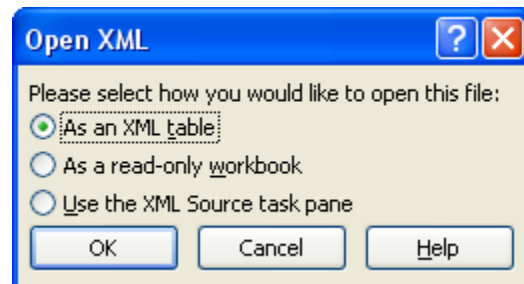 Open XML
Please select how you would like to open this file:
As an XML table
As a read-only workbook
Use the XML Source task pane
OK Cancel Help